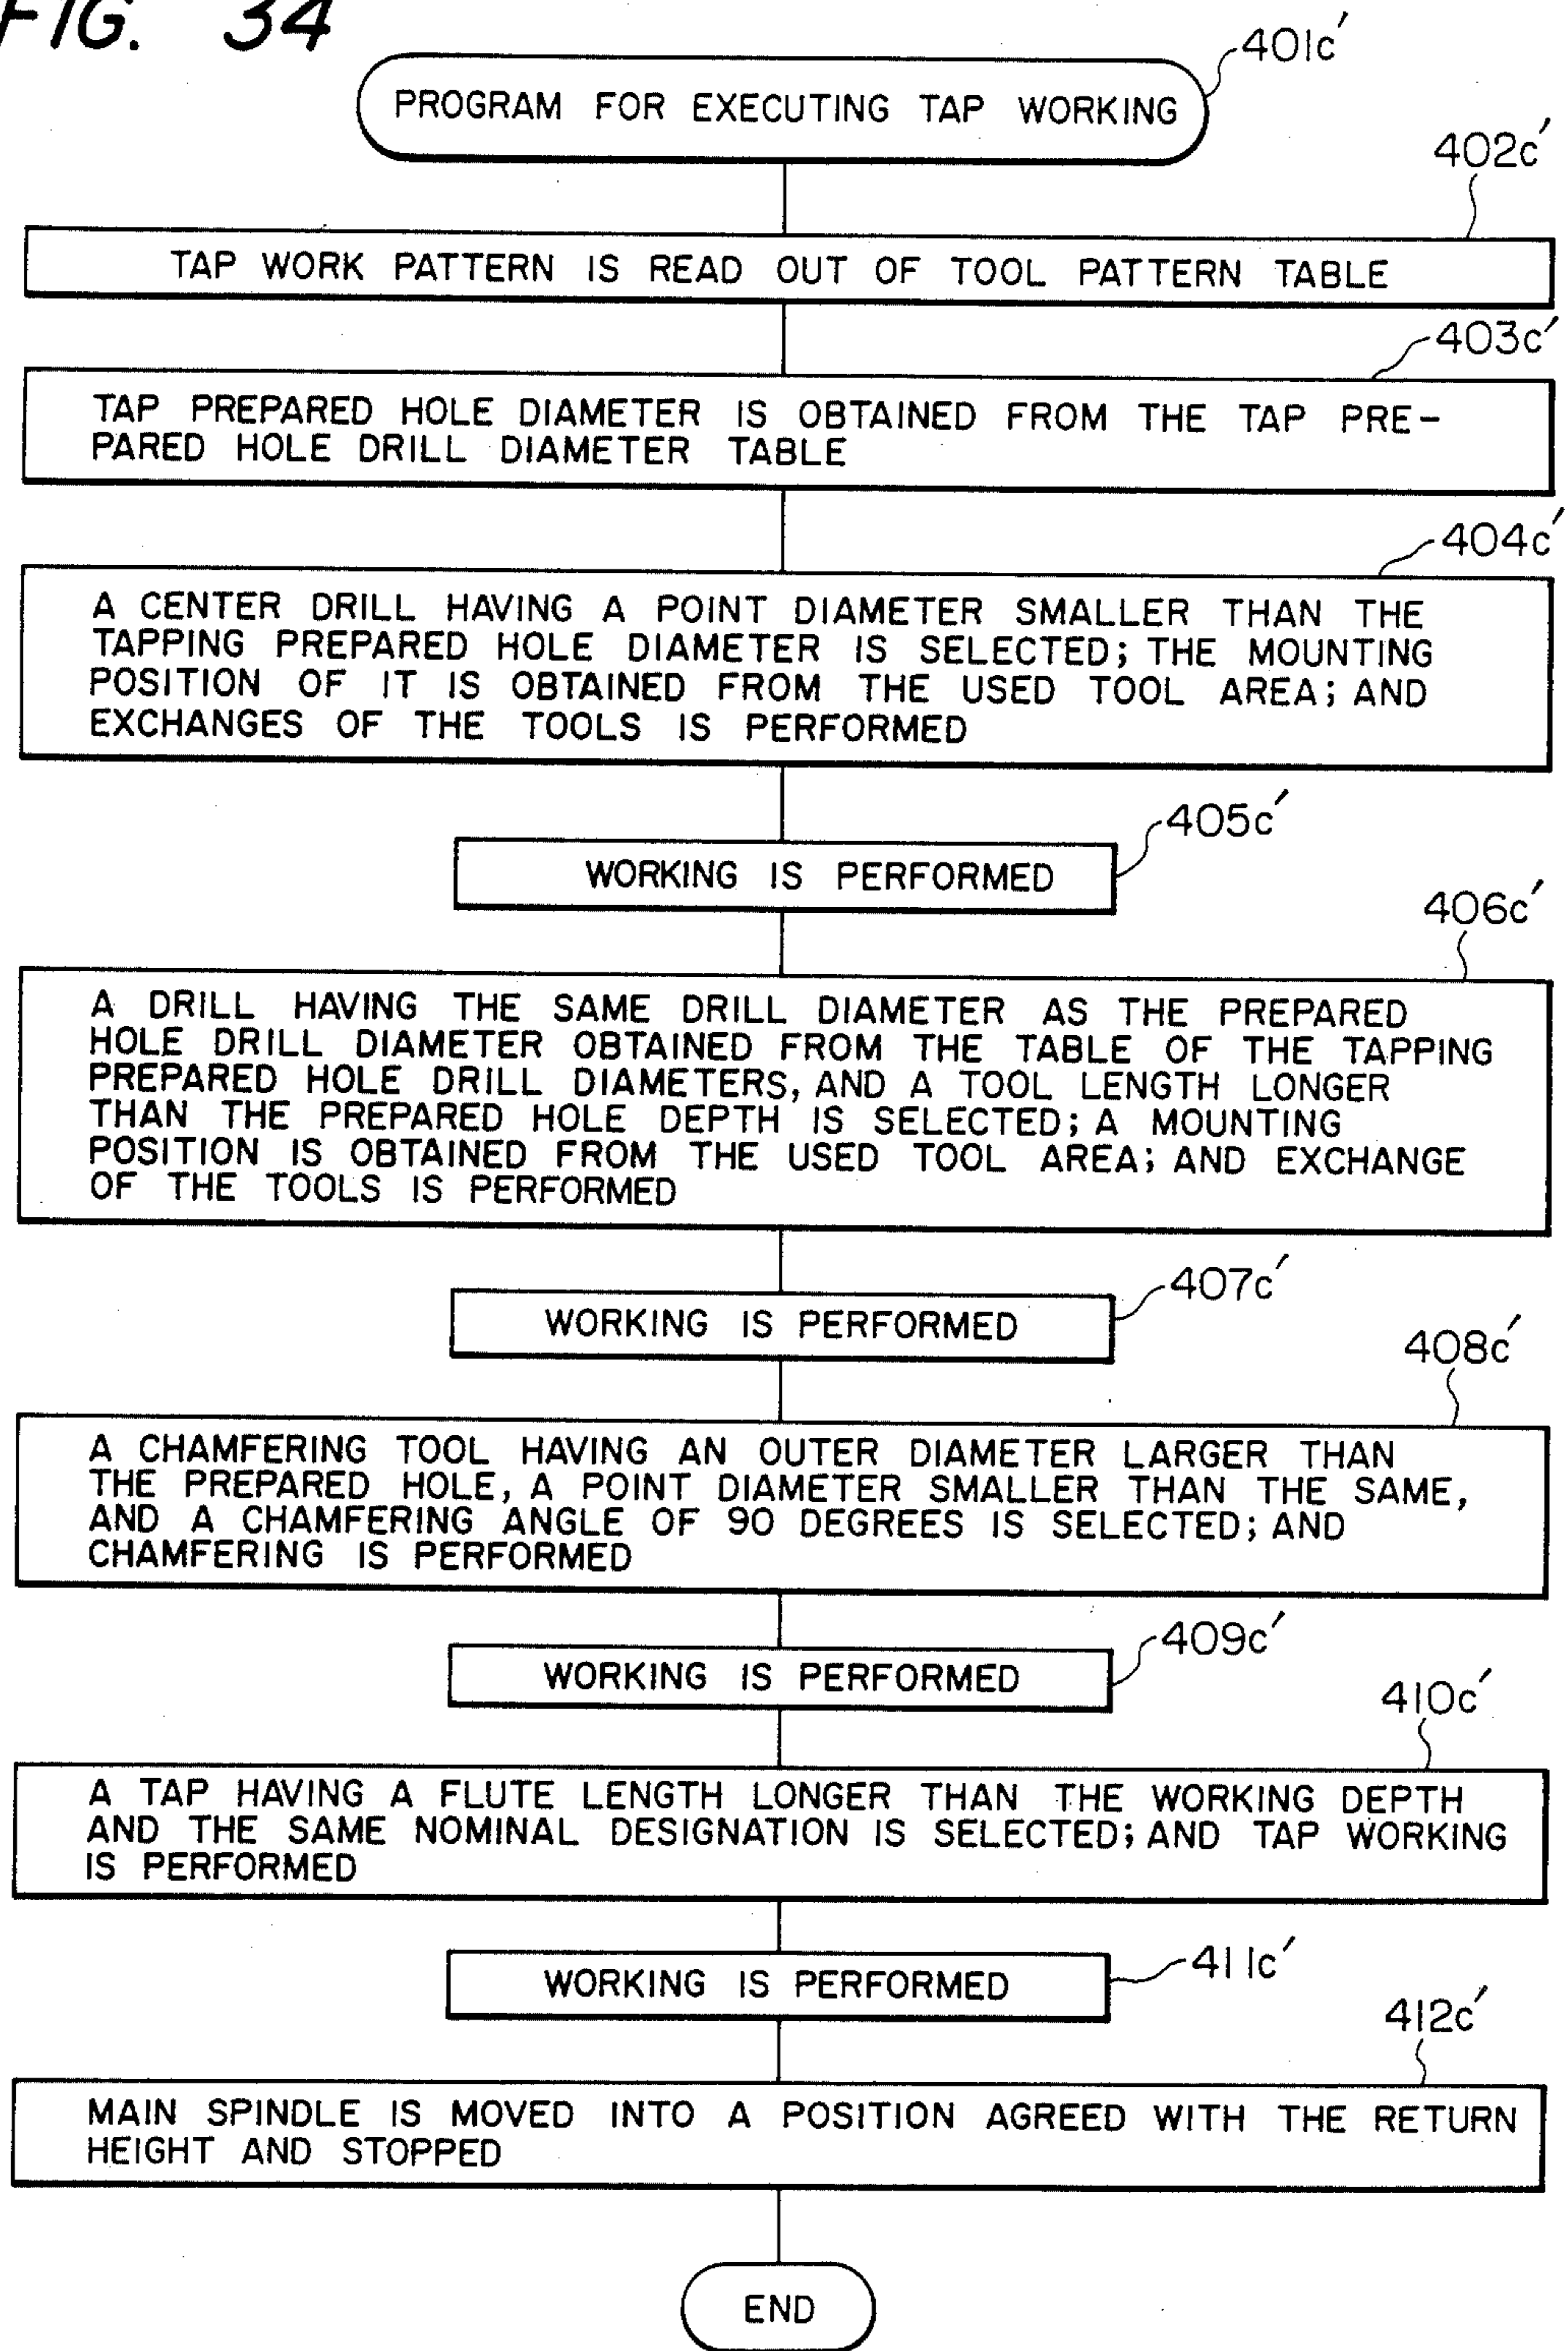 FIG. 34
401c'
PROGRAM FOR EXECUTING TAP WORKING
402c'
TAP WORK PATTERN IS READ OUT OF TOOL PATTERN TABLE
403c'
TAP PREPARED HOLE DIAMETER IS OBTAINED FROM THE TAP PRE-
PARED HOLE DRILL DIAMETER TABLE
404c'
A CENTER DRILL HAVING A POINT DIAMETER SMALLER THAN THE
TAPPING PREPARED HOLE DIAMETER IS SELECTED; THE MOUNTING
POSITION OF IT IS OBTAINED FROM THE USED TOOL AREA; AND
EXCHANGES OF THE TOOLS IS PERFORMED
405c'
WORKING IS PERFORMED
406c'
A DRILL HAVING THE SAME DRILL DIAMETER AS THE PREPARED
HOLE DRILL DIAMETER OBTAINED FROM THE TABLE OF THE TAPPING
PREPARED HOLE DRILL DIAMETERS, AND A TOOL LENGTH LONGER
THAN THE PREPARED HOLE DEPTH IS SELECTED; A MOUNTING
POSITION IS OBTAINED FROM THE USED TOOL AREA; AND EXCHANGE
OF THE TOOLS IS PERFORMED
407c'
WORKING IS PERFORMED
408c'
A CHAMFERING TOOL HAVING AN OUTER DIAMETER LARGER THAN
THE PREPARED HOLE, A POINT DIAMETER SMALLER THAN THE SAME,
AND A CHAMFERING ANGLE OF 90 DEGREES IS SELECTED; AND
CHAMFERING IS PERFORMED
409c'
WORKING IS PERFORMED
410c'
A TAP HAVING A FLUTE LENGTH LONGER THAN THE WORKING DEPTH
AND THE SAME NOMINAL DESIGNATION IS SELECTED; AND TAP WORKING
IS PERFORMED
411c'
WORKING IS PERFORMED
412c'
MAIN SPINDLE IS MOVED INTO A POSITION AGREED WITH THE RETURN
HEIGHT AND STOPPED
END